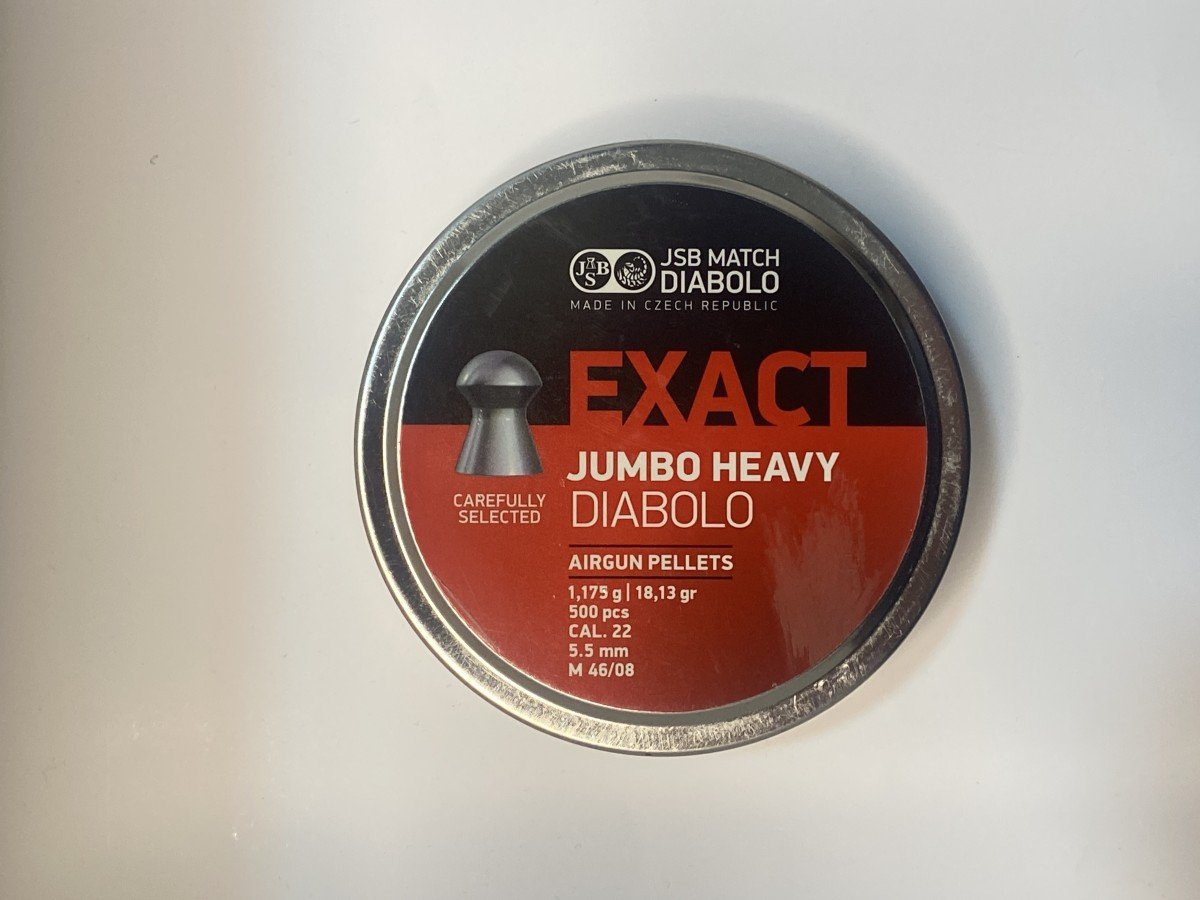 JSB
JSB MATCH
DIABOLO
MADE IN CZECH REPUBLIC
EXACT
JUMBO HEAVY
DIABOLO
CAREFULLY
SELECTED
AIRGUN PELLETS
1,175 g | 18,13 gr
500 pcs
CAL. 22
5.5 mm
M 46/08